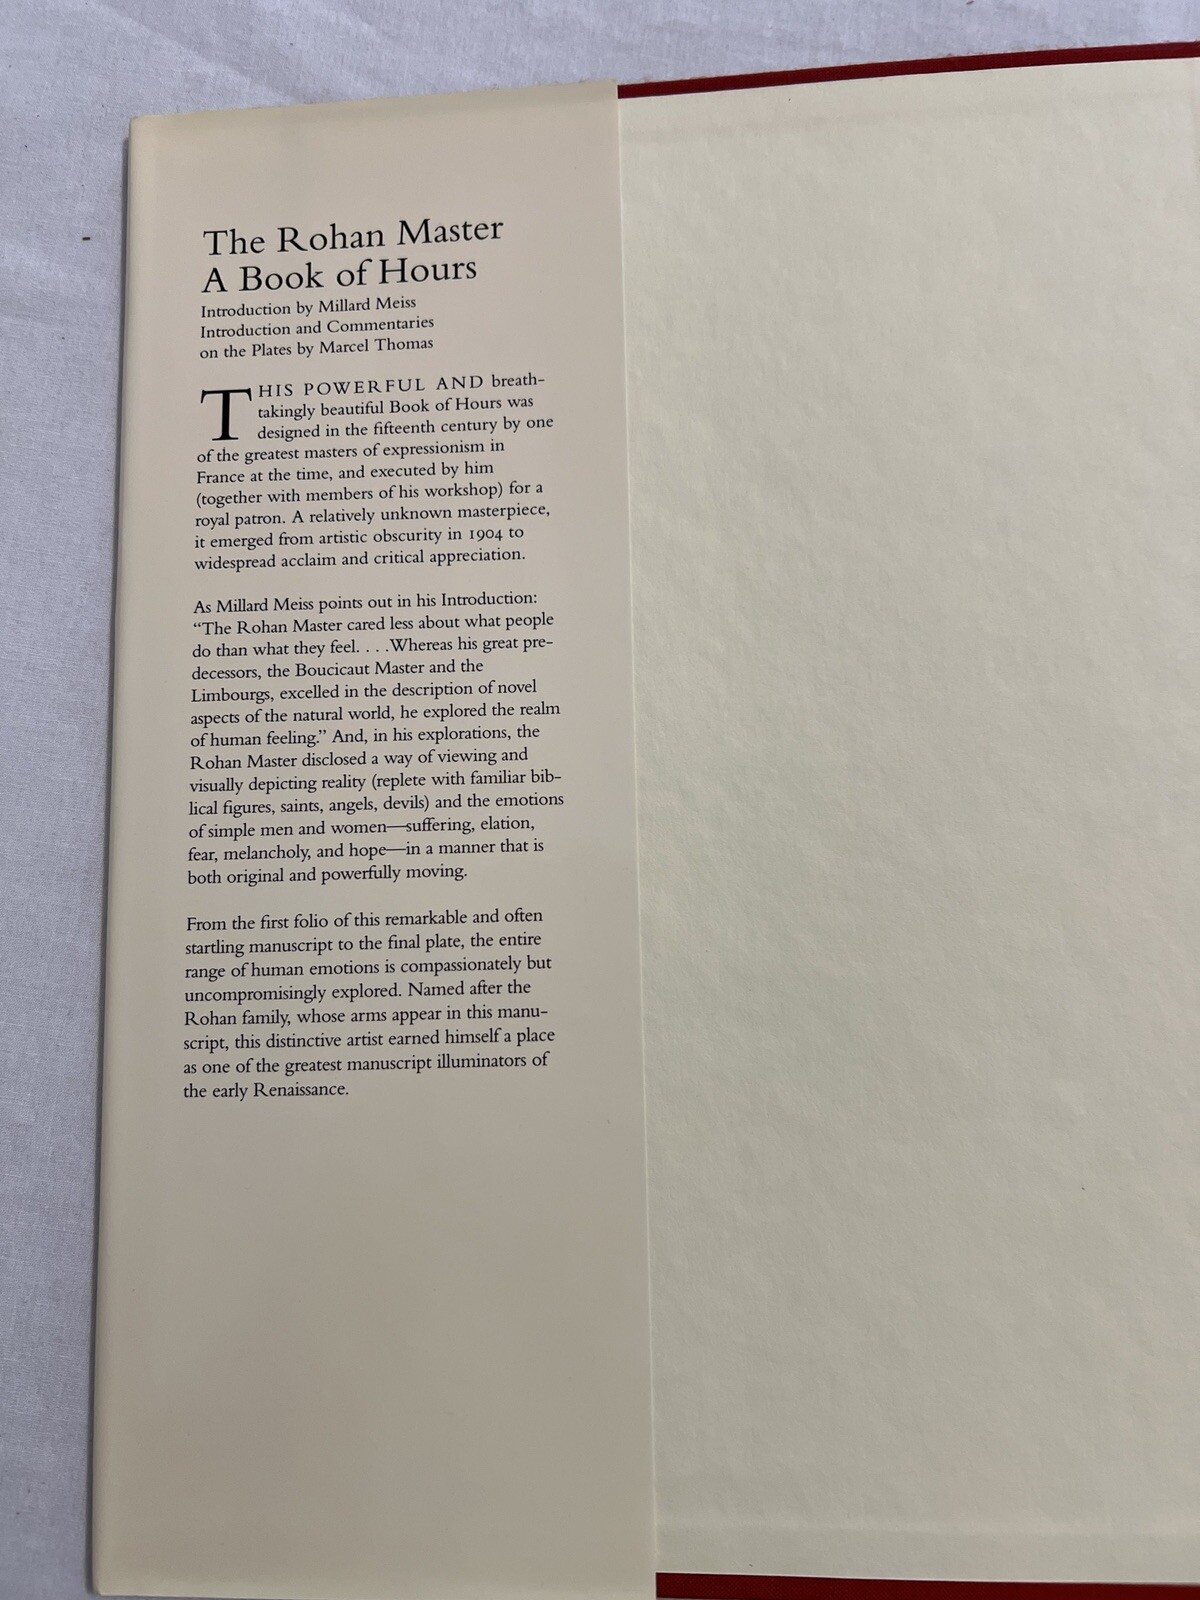 The Rohan Master
A Book of Hours
Introduction by Millard Meiss
Introduction and Commentaries
on the Plates by Marcel Thomas
THIS POWERFUL AND breath-
takingly beautiful Book of Hours was
designed in the fifteenth century by one
of the greatest masters of expressionism in
France at the time, and executed by him
(together with members of his workshop) for a
royal patron. A relatively unknown masterpiece,
it emerged from artistic obscurity in 1904 to
widespread acclaim and critical appreciation.
As Millard Meiss points out in his Introduction:
“The Rohan Master cared less about what people
do than what they feel. . . .Whereas his great pre-
decessors, the Boucicaut Master and the
Limbourgs, excelled in the description of novel
aspects of the natural world, he explored the realm
of human feeling.” And, in his explorations, the
Rohan Master disclosed a way of viewing and
visually depicting reality (replete with familiar bib-
lical figures, saints, angels, devils) and the emotions
of simple men and women—suffering, elation,
fear, melancholy, and hope—in a manner that is
both original and powerfully moving.
From the first folio of this remarkable and often
startling manuscript to the final plate, the entire
range of human emotions is compassionately but
uncompromisingly explored. Named after the
Rohan family, whose arms appear in this manu-
script, this distinctive artist earned himself a place
as one of the greatest manuscript illuminators of
the early Renaissance.